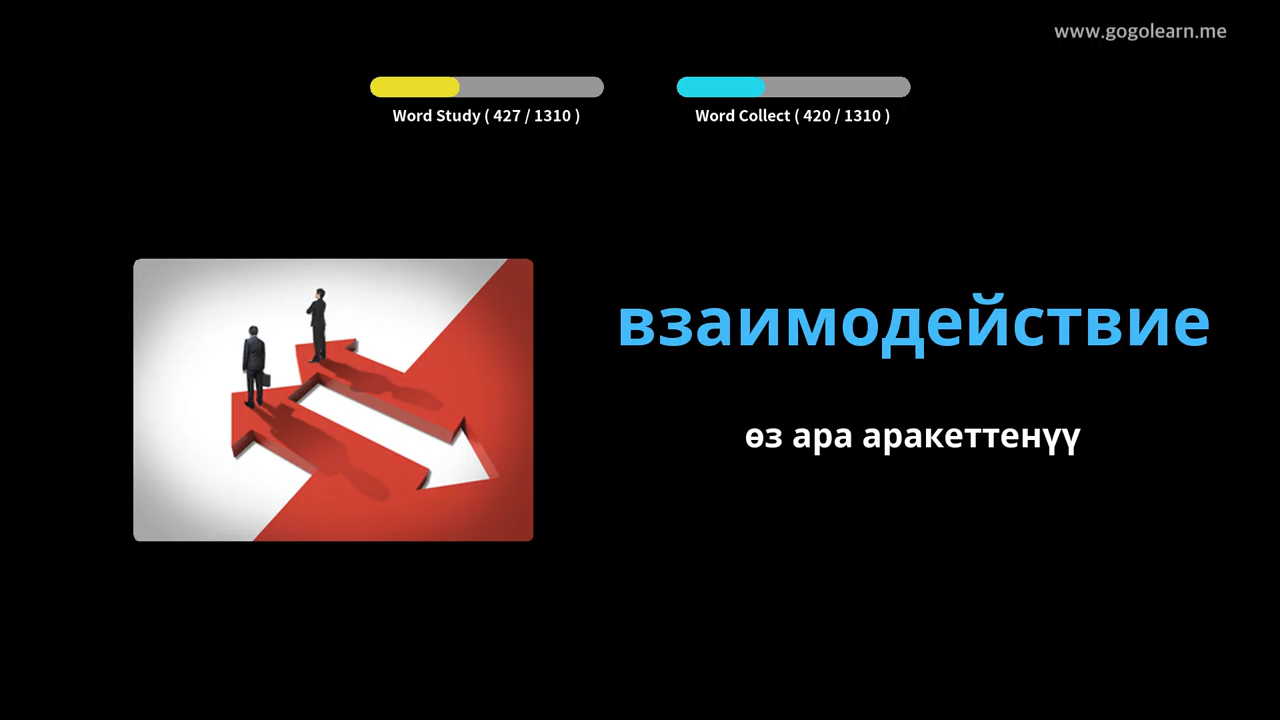 www.gogolearn.me
Word Study ( 427 / 1310 )
Word Collect ( 420 / 1310 )
взаимодействие
өз ара аракеттенүү